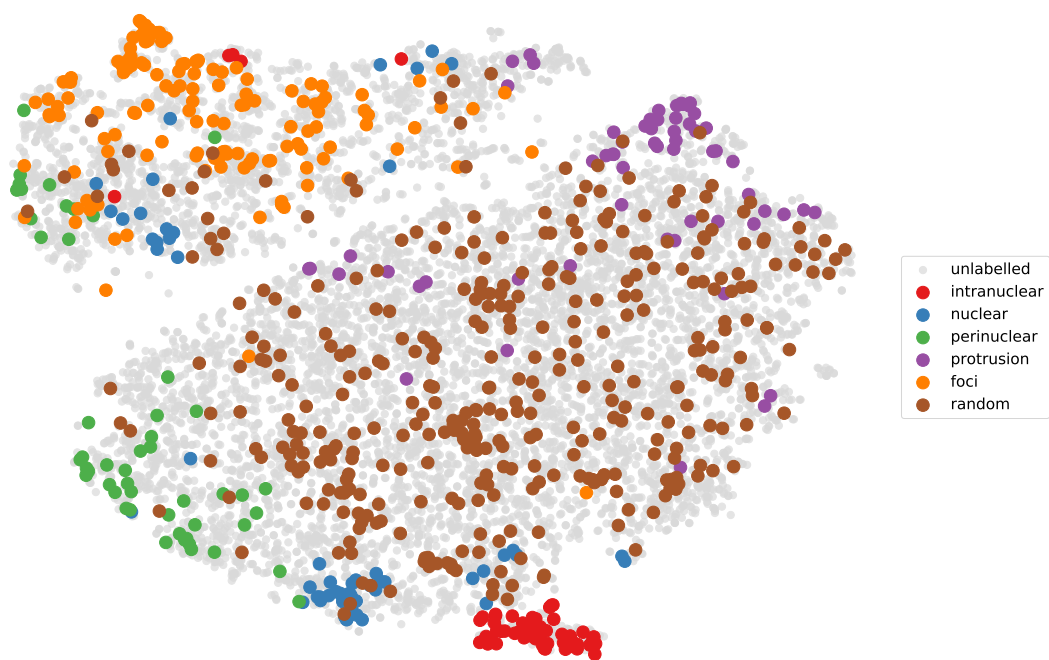 unlabelled
intranuclear
nuclear
perinuclear
protrusion
foci
random